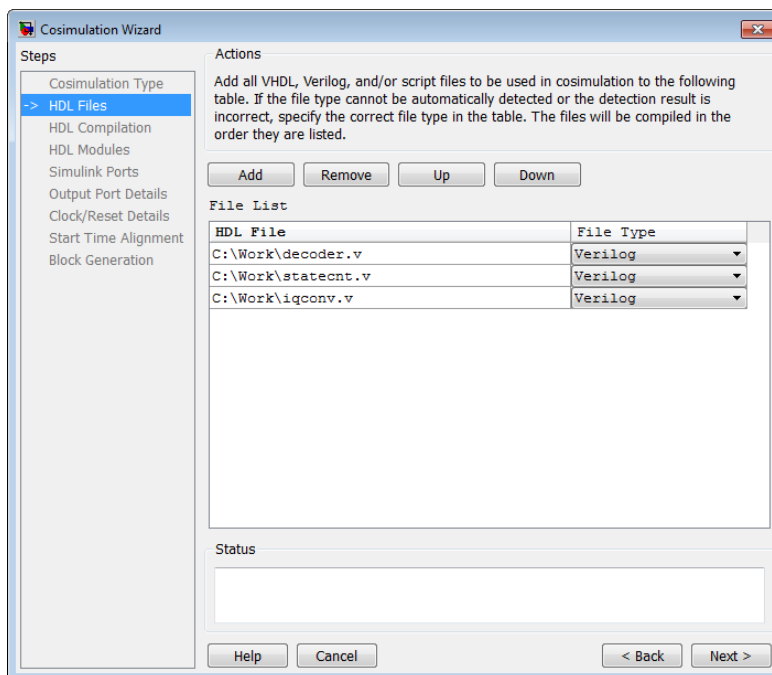 Cosimulation Wizard
Steps
Cosimulation Type
-> HDL Files
HDL Compilation
HDL Modules
Simulink Ports
Output Port Details
Clock/Reset Details
Start Time Alignment
Block Generation
Actions
Add all VHDL, Verilog, and/or script files to be used in cosimulation to the following
table. If the file type cannot be automatically detected or the detection result is
incorrect, specify the correct file type in the table. The files will be compiled in the
order they are listed.
Add Remove Up Down
File List
HDL File File Type
C:\Work\decoder.v Verilog
C:\Work\statecnt.v Verilog
C:\Work\iqconv.v Verilog
Status
Help Cancel < Back Next >